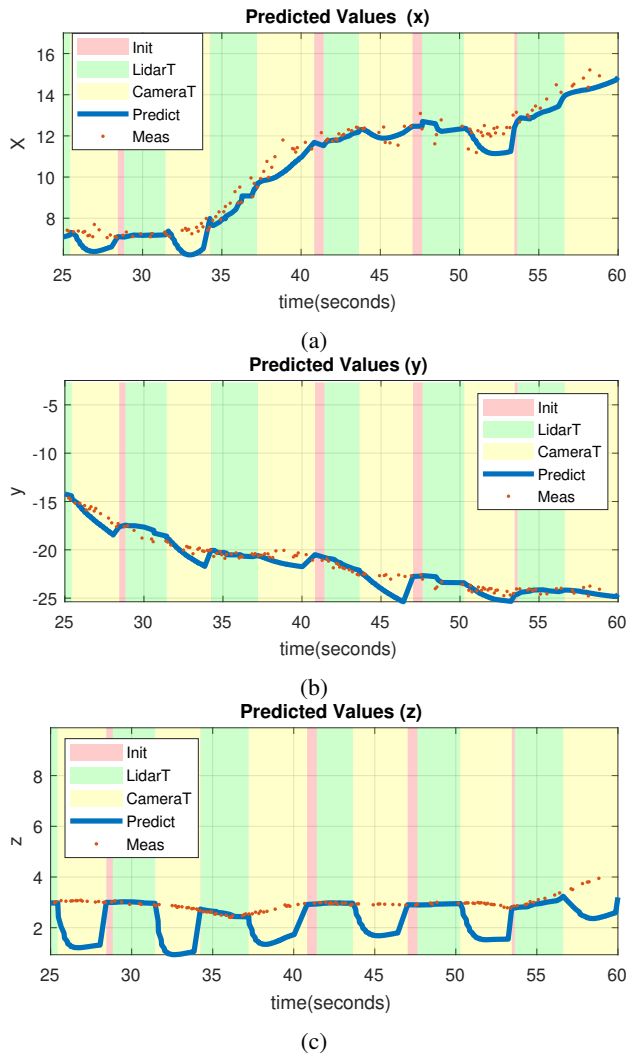 Predicted Values (x)
16
14
12
10
8
X
Init
LidarT
CameraT
Predict
Meas
25 30 35 40 45 50 55 60
time(seconds)
(a)
Predicted Values (y)
-5
-10
-15
-20
-25
y
Init
LidarT
CameraT
Predict
Meas
25 30 35 40 45 50 55 60
time(seconds)
(b)
Predicted Values (z)
8
6
4
2
z
Init
LidarT
CameraT
Predict
Meas
25 30 35 40 45 50 55 60
time(seconds)
(c)